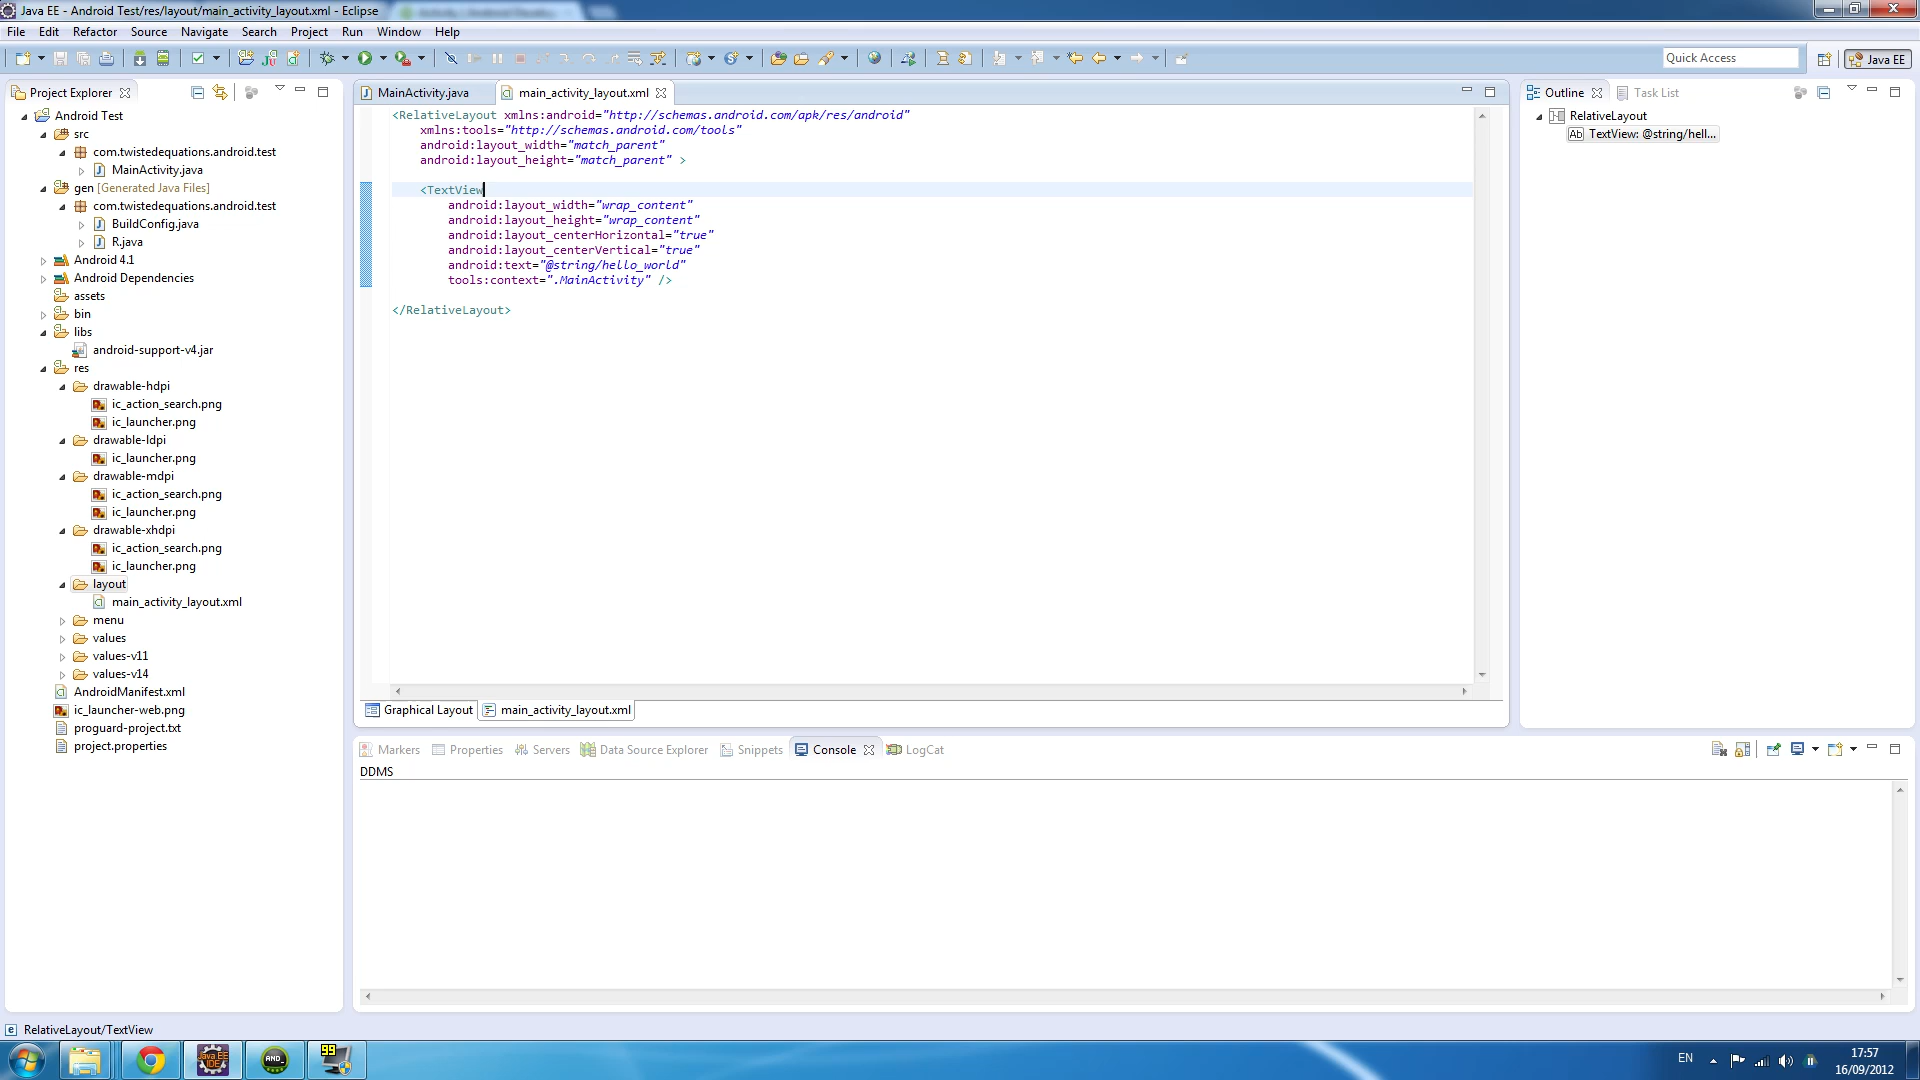 Java EE - Android Test/res/layout/main_activity_layout.xml - Eclipse
File Edit Refactor Source Navigate Search Project Run Window Help
Quick Access
Java EE
Project Explorer
Android Test
src
com.twistedequations.android.test
MainActivity.java
gen [Generated Java Files]
com.twistedequations.android.test
BuildConfig.java
R.java
Android 4.1
Android Dependencies
assets
bin
libs
android-support-v4.jar
res
drawable-hdpi
ic_action_search.png
ic_launcher.png
drawable-ldpi
ic_launcher.png
drawable-mdpi
ic_action_search.png
ic_launcher.png
drawable-xhdpi
ic_action_search.png
ic_launcher.png
layout
main_activity_layout.xml
menu
values
values-v11
values-v14
AndroidManifest.xml
ic_launcher-web.png
proguard-project.txt
project.properties
MainActivity.java
main_activity_layout.xml
<RelativeLayout xmlns:android="http://schemas.android.com/apk/res/android"
xmlns:tools="http://schemas.android.com/tools"
android:layout_width="match_parent"
android:layout_height="match_parent" >
<TextView
android:layout_width="wrap_content"
android:layout_height="wrap_content"
android:layout_centerHorizontal="true"
android:layout_centerVertical="true"
android:text="@string/hello_world"
tools:context=".MainActivity" />
</RelativeLayout>
Graphical Layout
main_activity_layout.xml
Outline
Task List
RelativeLayout
Ab TextView: @string/hell...
Markers Properties Servers Data Source Explorer Snippets Console LogCat
DDMS
RelativeLayout/TextView
Java EE
IDE
AND_
99
EN
17:57
16/09/2012